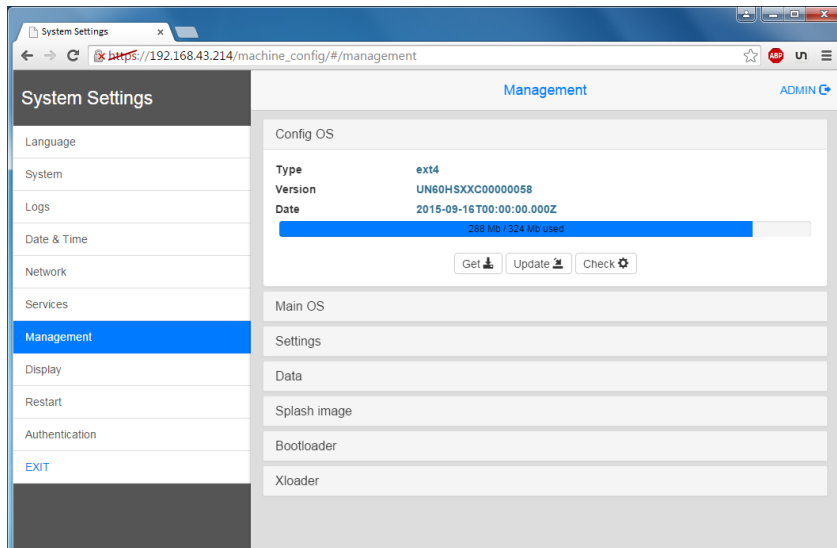 System Settings
https://192.168.43.214/machine_config/#/management
ABP
System Settings
Management
ADMIN
Language
System
Logs
Date & Time
Network
Services
Management
Display
Restart
Authentication
EXIT
Config OS
Type ext4
Version UN60HSXXC00000058
Date 2015-09-16T00:00:00.000Z
288 Mb / 324 Mb used
Get Update Check
Main OS
Settings
Data
Splash image
Bootloader
Xloader